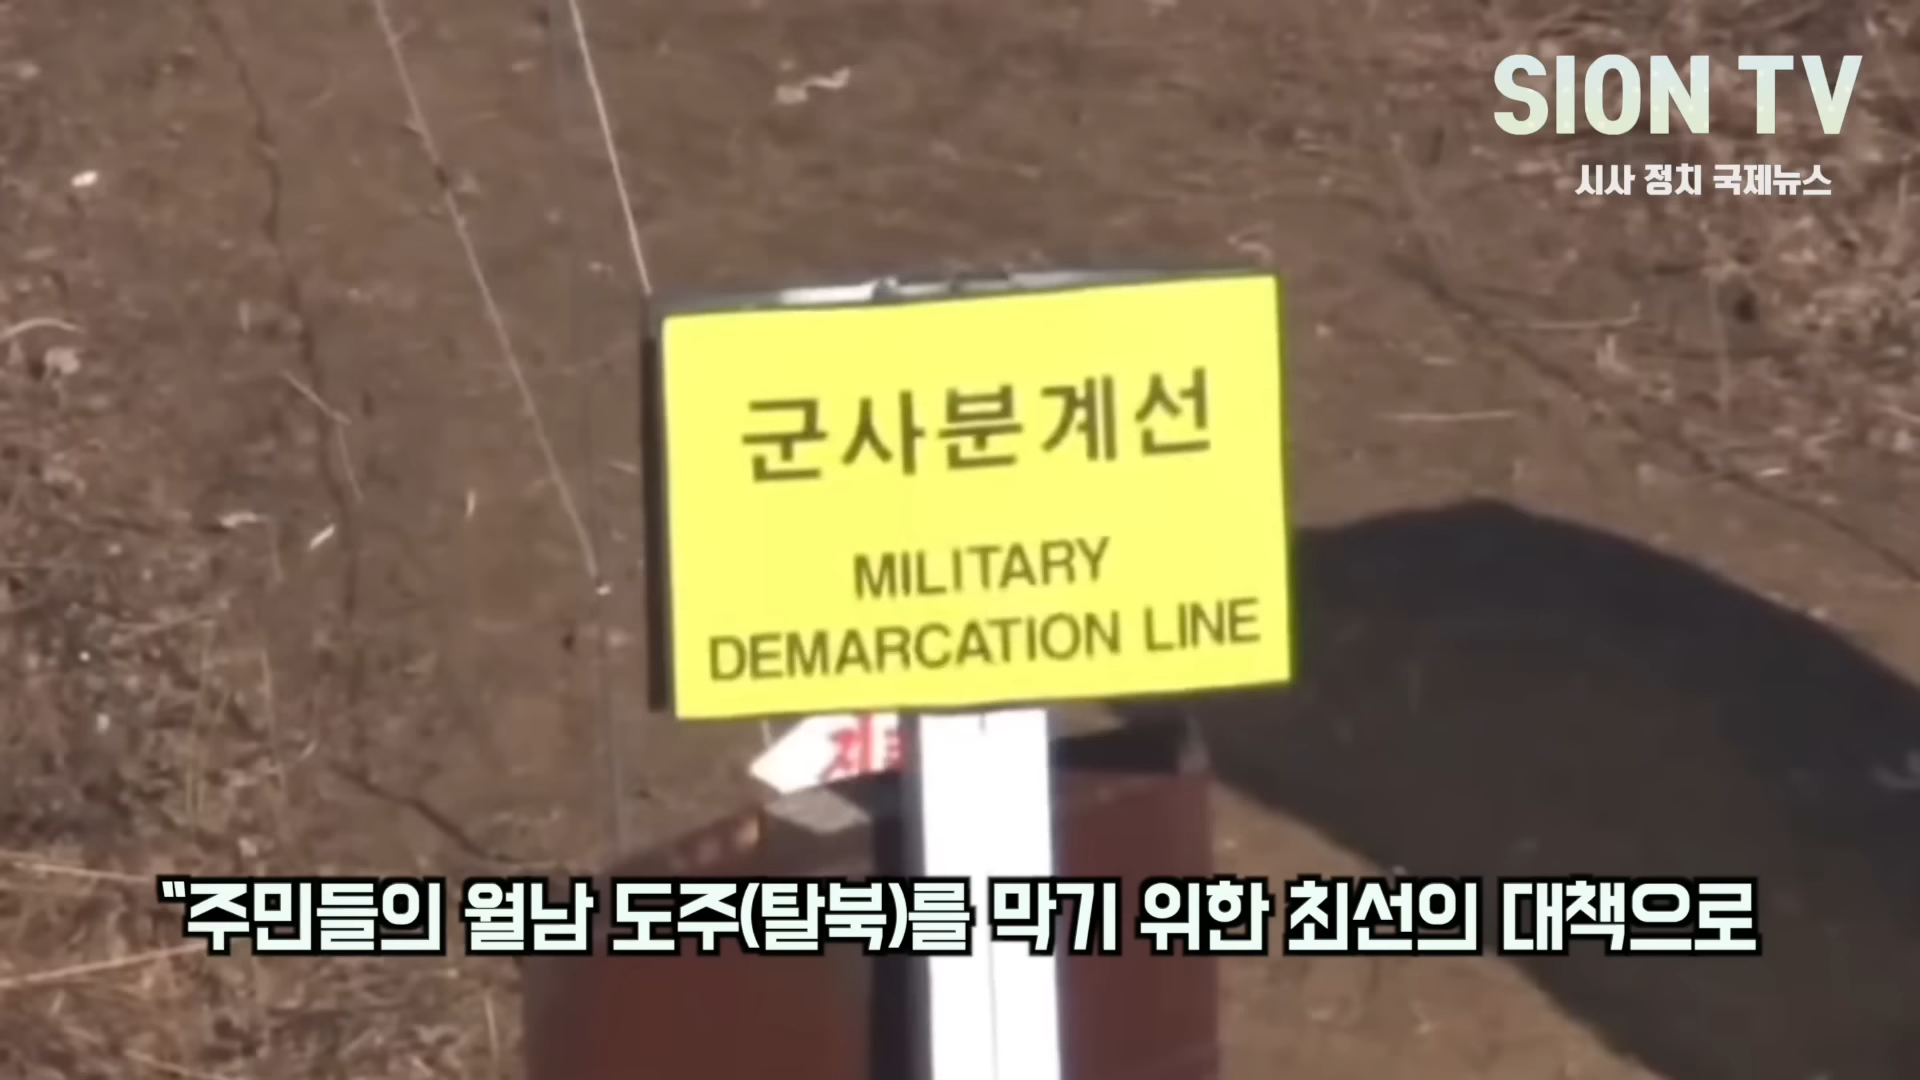 SION TV
시사 정치 국제뉴스
군사분계선
MILITARY
DEMARCATION LINE
"주민들의 월남 도주(탈북)를 막기 위한 최선의 대책으로